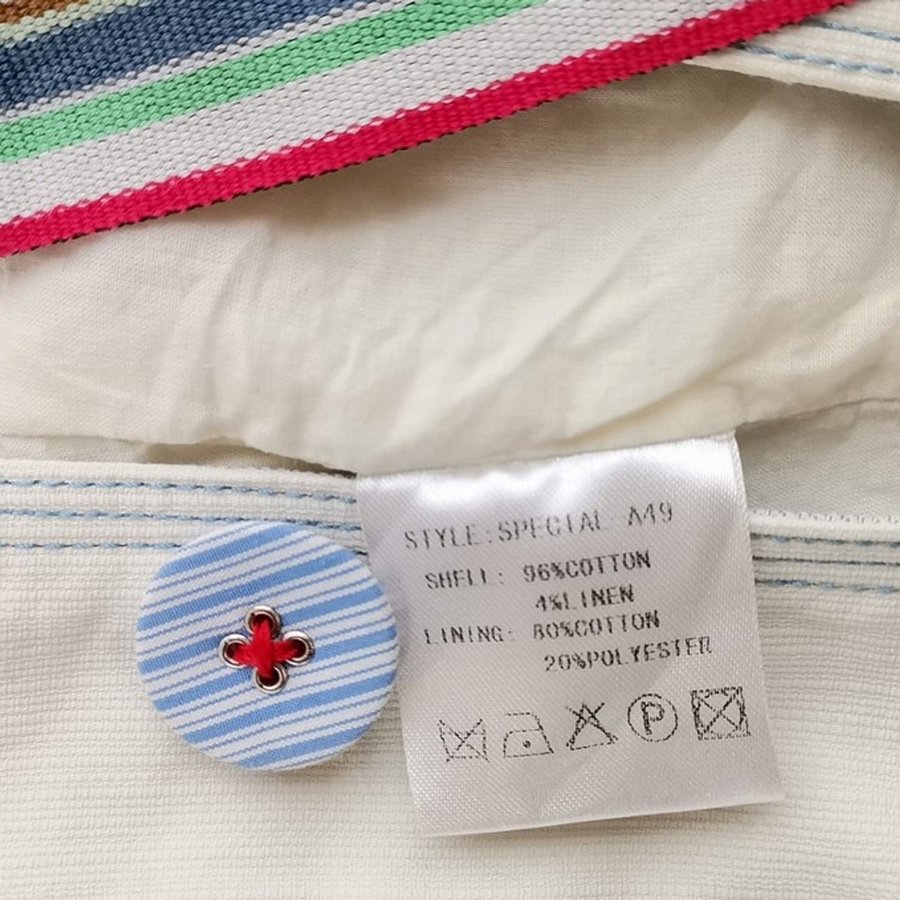 STYLE:SPECIAL A49
SHELL: 96%COTTON
4%LINEN
LINING: 80%COTTON
20%POLYESTER
P